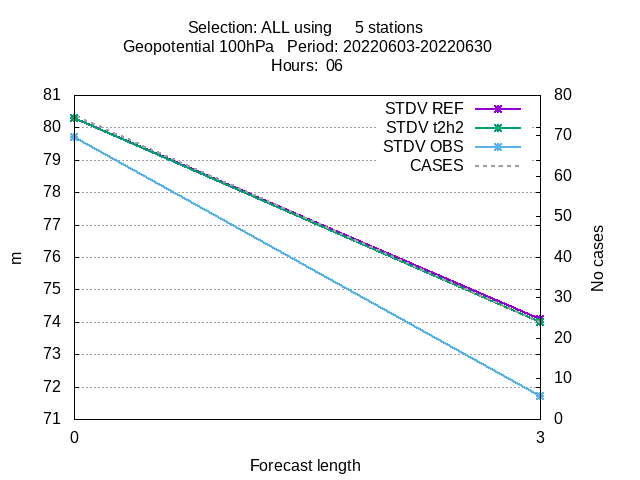 Selection: ALL using 5 stations
Geopotential 100hPa Period: 20220603-20220630
Hours: 06
81
80
79
78
77
76
75
74
73
72
71
80
70
60
50
40
30
20
10
0
STDV REF
STDV t2h2
STDV OBS
CASES
m
No cases
0
3
Forecast length